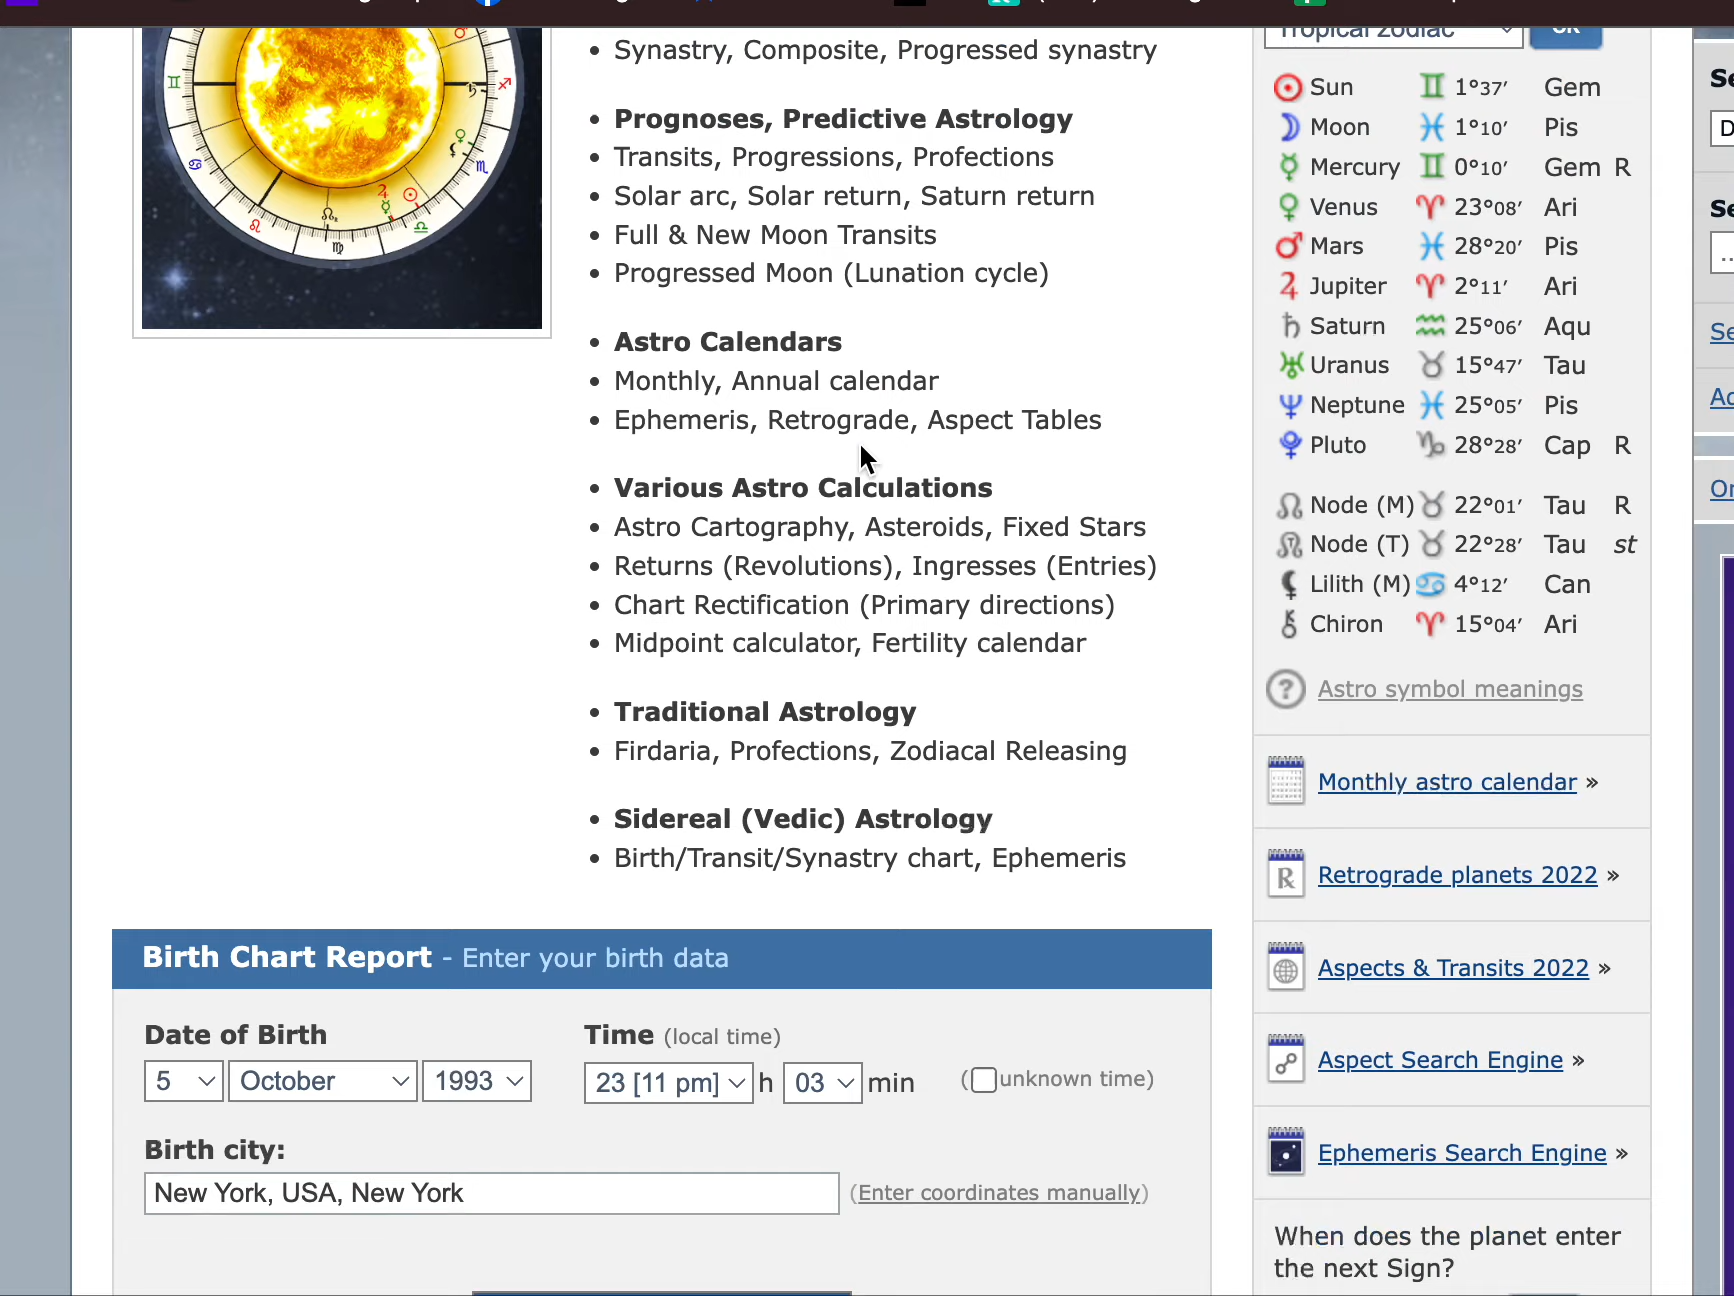 Synastry, Composite, Progressed synastry
Prognoses, Predictive Astrology
Transits, Progressions, Profections
Solar arc, Solar return, Saturn return
Full & New Moon Transits
Progressed Moon (Lunation cycle)
Astro Calendars
Monthly, Annual calendar
Ephemeris, Retrograde, Aspect Tables
Various Astro Calculations
Astro Cartography, Asteroids, Fixed Stars
Returns (Revolutions), Ingresses (Entries)
Chart Rectification (Primary directions)
Midpoint calculator, Fertility calendar
Traditional Astrology
Firdaria, Profections, Zodiacal Releasing
Sidereal (Vedic) Astrology
Birth/Transit/Synastry chart, Ephemeris
Birth Chart Report - Enter your birth data
Date of Birth Time (local time)
5 October 1993 23 [11 pm] h 03 min (unknown time)
Birth city:
New York, USA, New York (Enter coordinates manually)
Tropical Zodiac OK
☉ Sun ♊ 1°37′ Gem
☽ Moon ♓ 1°10′ Pis
☿ Mercury ♊ 0°10′ Gem R
♀ Venus ♈ 23°08′ Ari
♂ Mars ♓ 28°20′ Pis
♃ Jupiter ♈ 2°11′ Ari
♄ Saturn ♒ 25°06′ Aqu
♅ Uranus ♉ 15°47′ Tau
♆ Neptune ♓ 25°05′ Pis
♇ Pluto ♑ 28°28′ Cap R
☊ Node (M) ♉ 22°01′ Tau R
☊ Node (T) ♉ 22°28′ Tau st
⚸ Lilith (M) ♋ 4°12′ Can
⚷ Chiron ♈ 15°04′ Ari
? Astro symbol meanings
Monthly astro calendar »
Retrograde planets 2022 »
Aspects & Transits 2022 »
Aspect Search Engine »
Ephemeris Search Engine »
When does the planet enter
the next Sign?